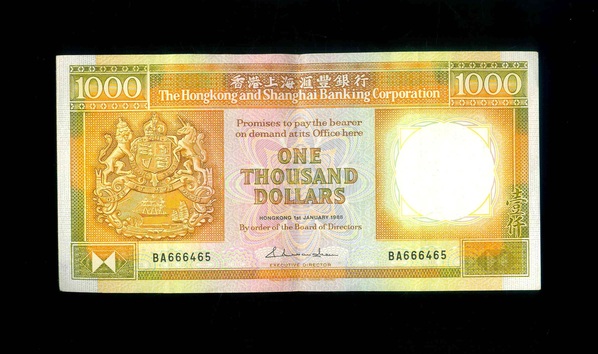 1000
香港上海滙豐銀行
1000
The Hongkong and Shanghai Banking Corporation
Promises to pay the bearer
on demand at its Office here
ONE
THOUSAND
DOLLARS
HONGKONG 1st JANUARY 1988
By order of the Board of Directors
壹仟
BA666465
BA666465
EXECUTIVE DIRECTOR